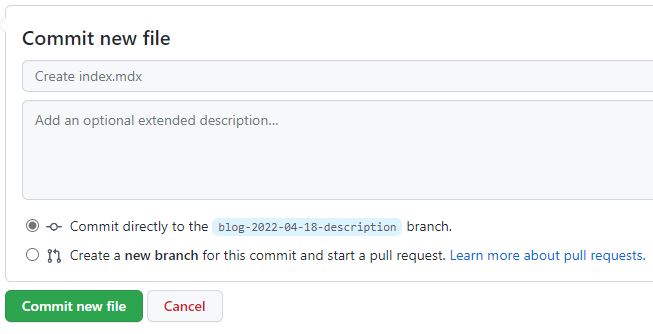 Commit new file
Create index.mdx
Add an optional extended description...
Commit directly to the blog-2022-04-18-description branch.
Create a new branch for this commit and start a pull request. Learn more about pull requests.
Commit new file Cancel